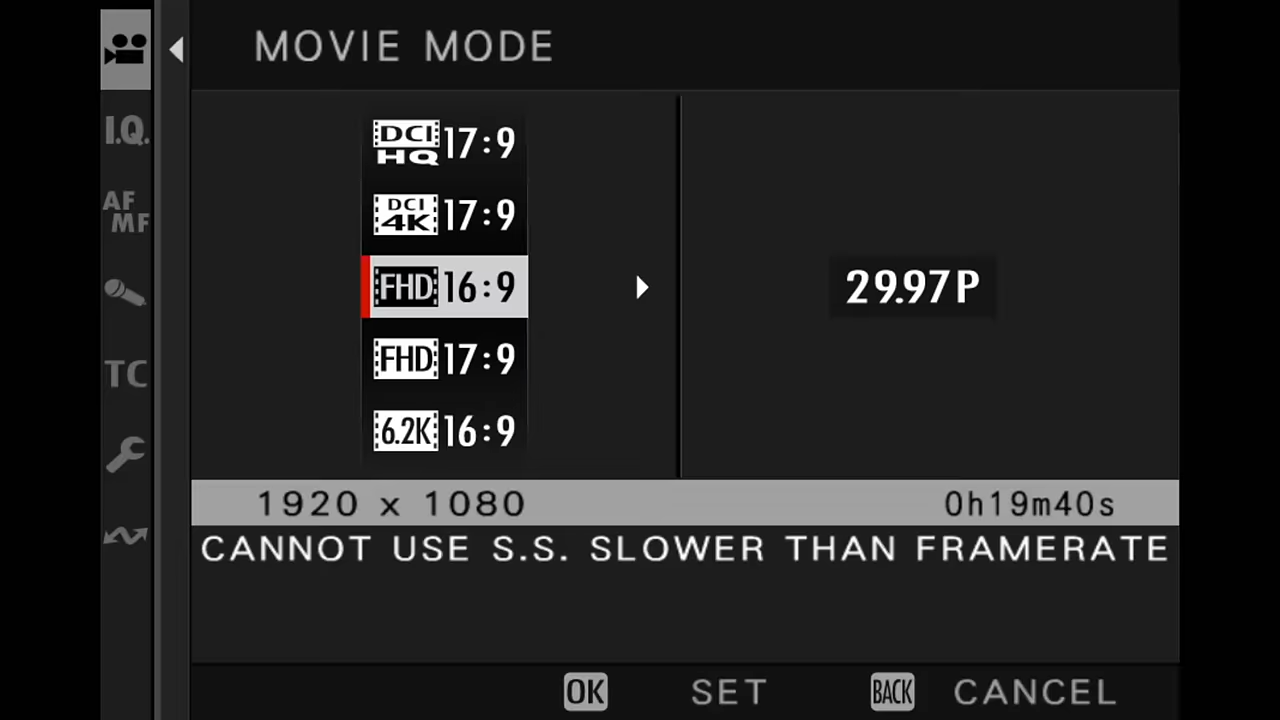 MOVIE MODE
I.Q.
AF
MF
TC
DCI
HQ 17:9
DCI
4K 17:9
FHD 16:9
FHD 17:9
6.2K 16:9
29.97P
1920 x 1080 0h19m40s
CANNOT USE S.S. SLOWER THAN FRAMERATE
OK SET BACK CANCEL